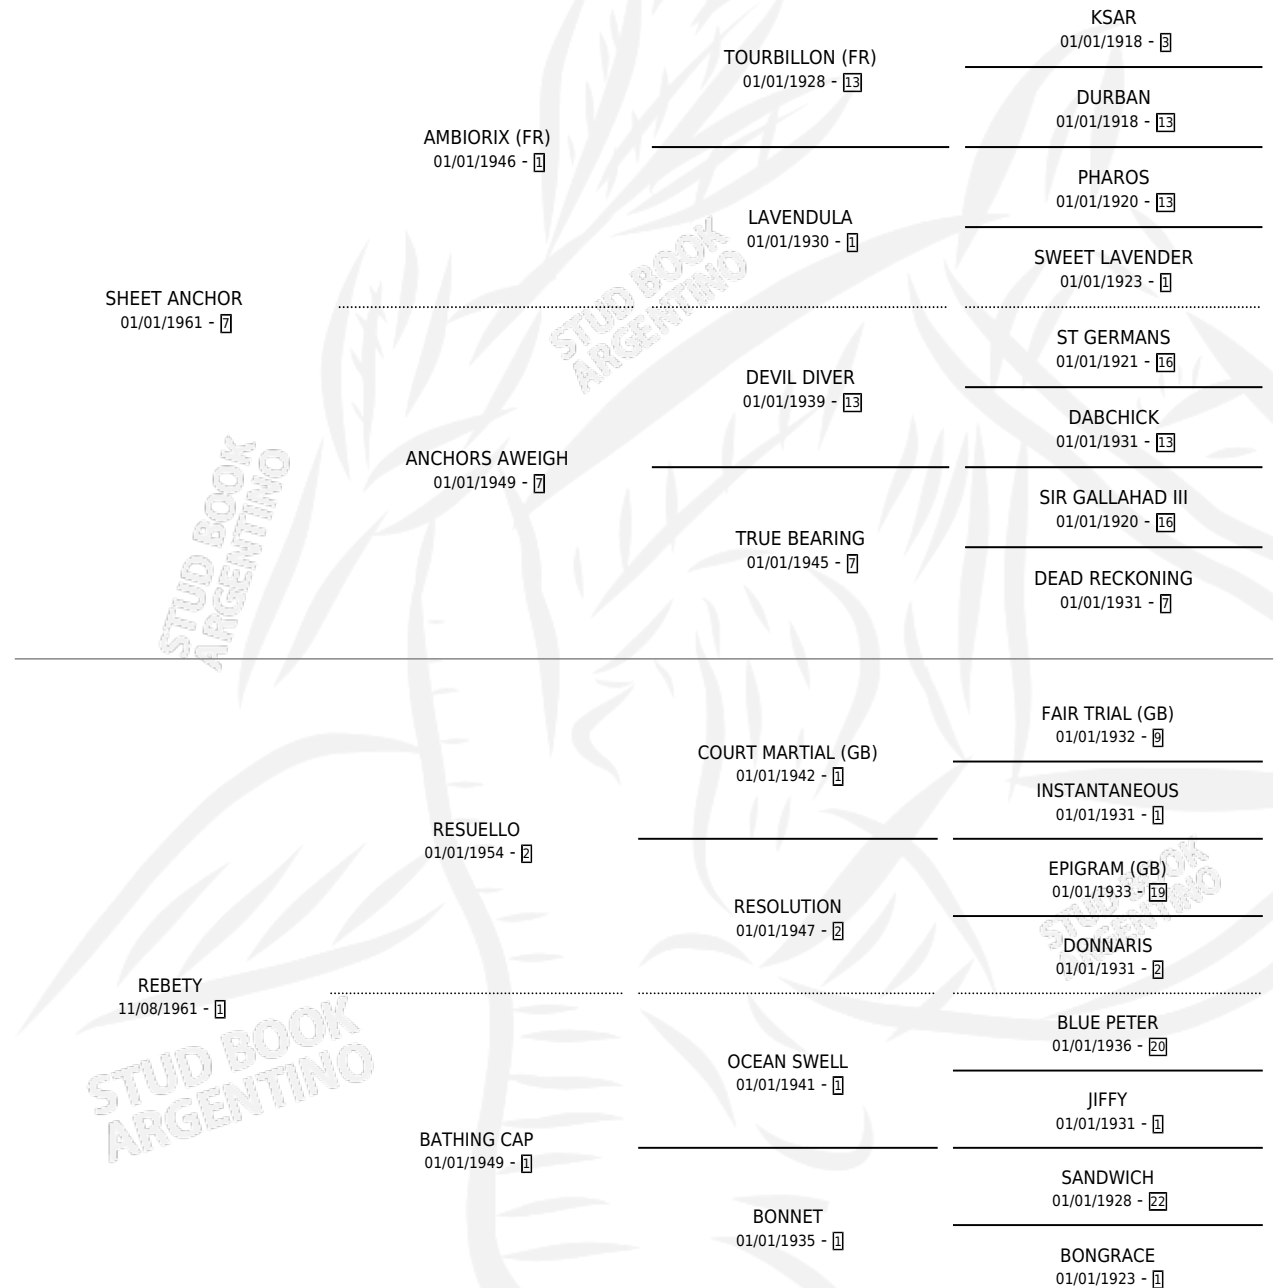 KSAR
01/01/1918 - 3
TOURBILLON (FR)
01/01/1928 - 13
DURBAN
01/01/1918 - 13
AMBIORIX (FR)
01/01/1946 - 1
PHAROS
01/01/1920 - 13
LAVENDULA
01/01/1930 - 1
SWEET LAVENDER
01/01/1923 - 1
SHEET ANCHOR
01/01/1961 - 7
STUD BOOK
ARGENTINO
ST GERMANS
01/01/1921 - 16
DEVIL DIVER
01/01/1939 - 13
DABCHICK
01/01/1931 - 13
ANCHORS AWEIGH
01/01/1949 - 7
SIR GALLAHAD III
01/01/1920 - 16
TRUE BEARING
01/01/1945 - 7
DEAD RECKONING
01/01/1931 - 7
STUD BOOK
ARGENTINO
FAIR TRIAL (GB)
01/01/1932 - 9
COURT MARTIAL (GB)
01/01/1942 - 1
INSTANTANEOUS
01/01/1931 - 1
RESUELLO
01/01/1954 - 2
EPIGRAM (GB)
01/01/1933 - 19
RESOLUTION
01/01/1947 - 2
DONNARIS
01/01/1931 - 2
STUD BOOK
ARGENTINO
REBETY
11/08/1961 - 1
BLUE PETER
01/01/1936 - 20
OCEAN SWELL
01/01/1941 - 1
JIFFY
01/01/1931 - 1
STUD BOOK
ARGENTINO
BATHING CAP
01/01/1949 - 1
SANDWICH
01/01/1928 - 22
BONNET
01/01/1935 - 1
BONGRACE
01/01/1923 - 1